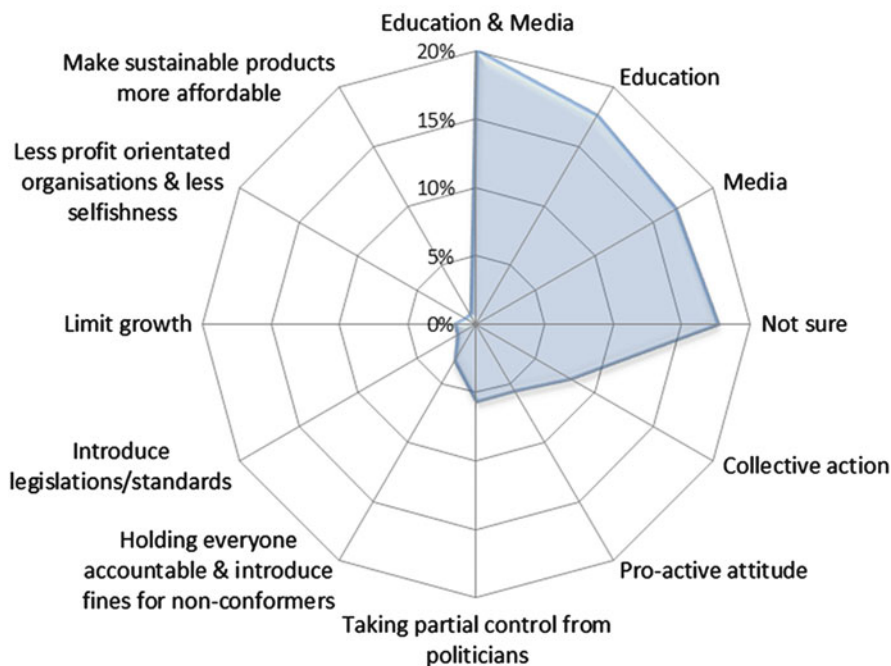 Education & Media
20%
Education
15%
Media
10%
5%
Not sure
0%
Collective action
Pro-active attitude
Taking partial control from
politicians
Holding everyone
accountable & introduce
fines for non-conformers
Introduce
legislations/standards
Limit growth
Less profit orientated
organisations & less
selfishness
Make sustainable products
more affordable